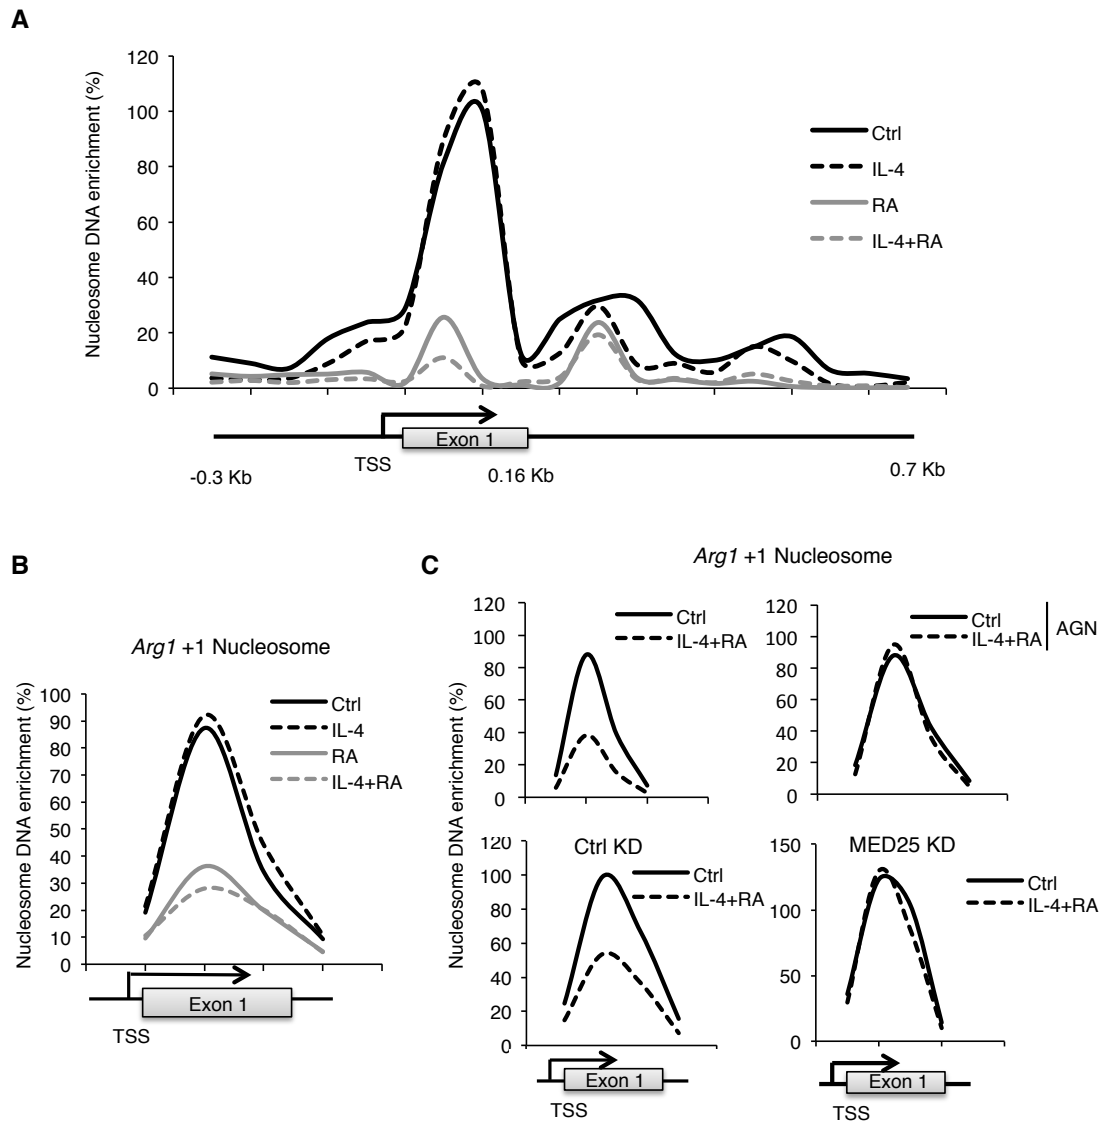 A
Nucleosome DNA enrichment (%)
120
100
80
60
40
20
0
Ctrl
IL-4
RA
IL-4+RA
Exon 1
TSS
-0.3 Kb
0.16 Kb
0.7 Kb
B
Arg1 +1 Nucleosome
Nucleosome DNA enrichment (%)
100
90
80
70
60
50
40
30
20
10
0
Ctrl
IL-4
RA
IL-4+RA
Exon 1
TSS
C
Arg1 +1 Nucleosome
Nucleosome DNA enrichment (%)
120
100
80
60
40
20
0
Ctrl
IL-4+RA
120
100
80
60
40
20
0
Ctrl
IL-4+RA
AGN
Ctrl KD
120
100
80
60
40
20
0
Ctrl
IL-4+RA
Exon 1
TSS
MED25 KD
150
100
50
0
Ctrl
IL-4+RA
Exon 1
TSS